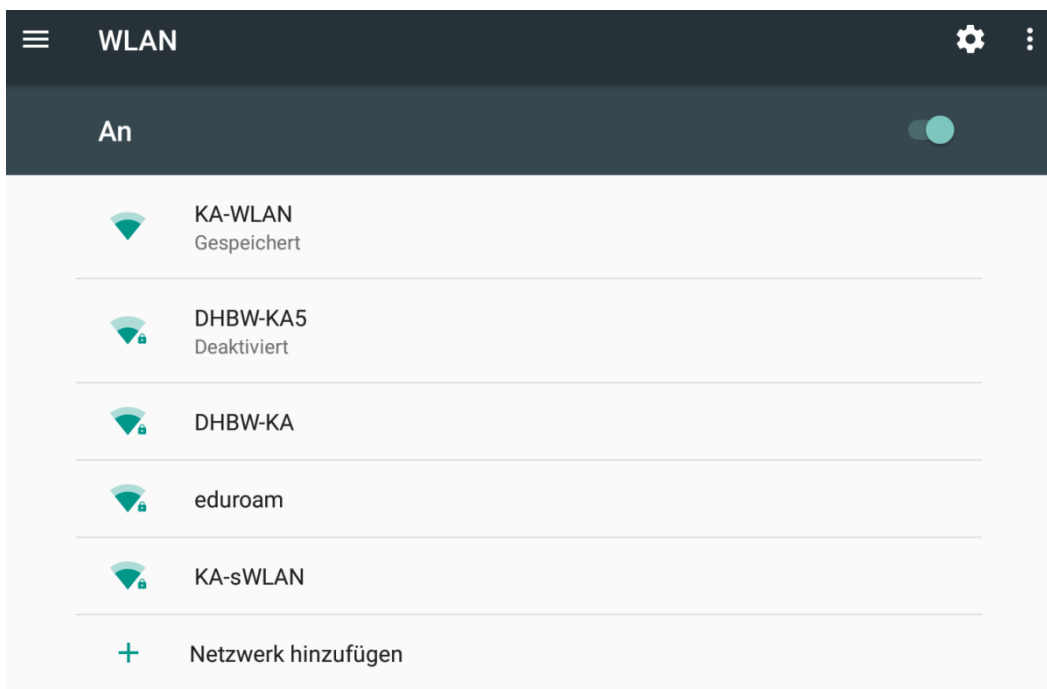 WLAN
An
KA-WLAN
Gespeichert
DHBW-KA5
Deaktiviert
DHBW-KA
eduroam
KA-sWLAN
Netzwerk hinzufügen